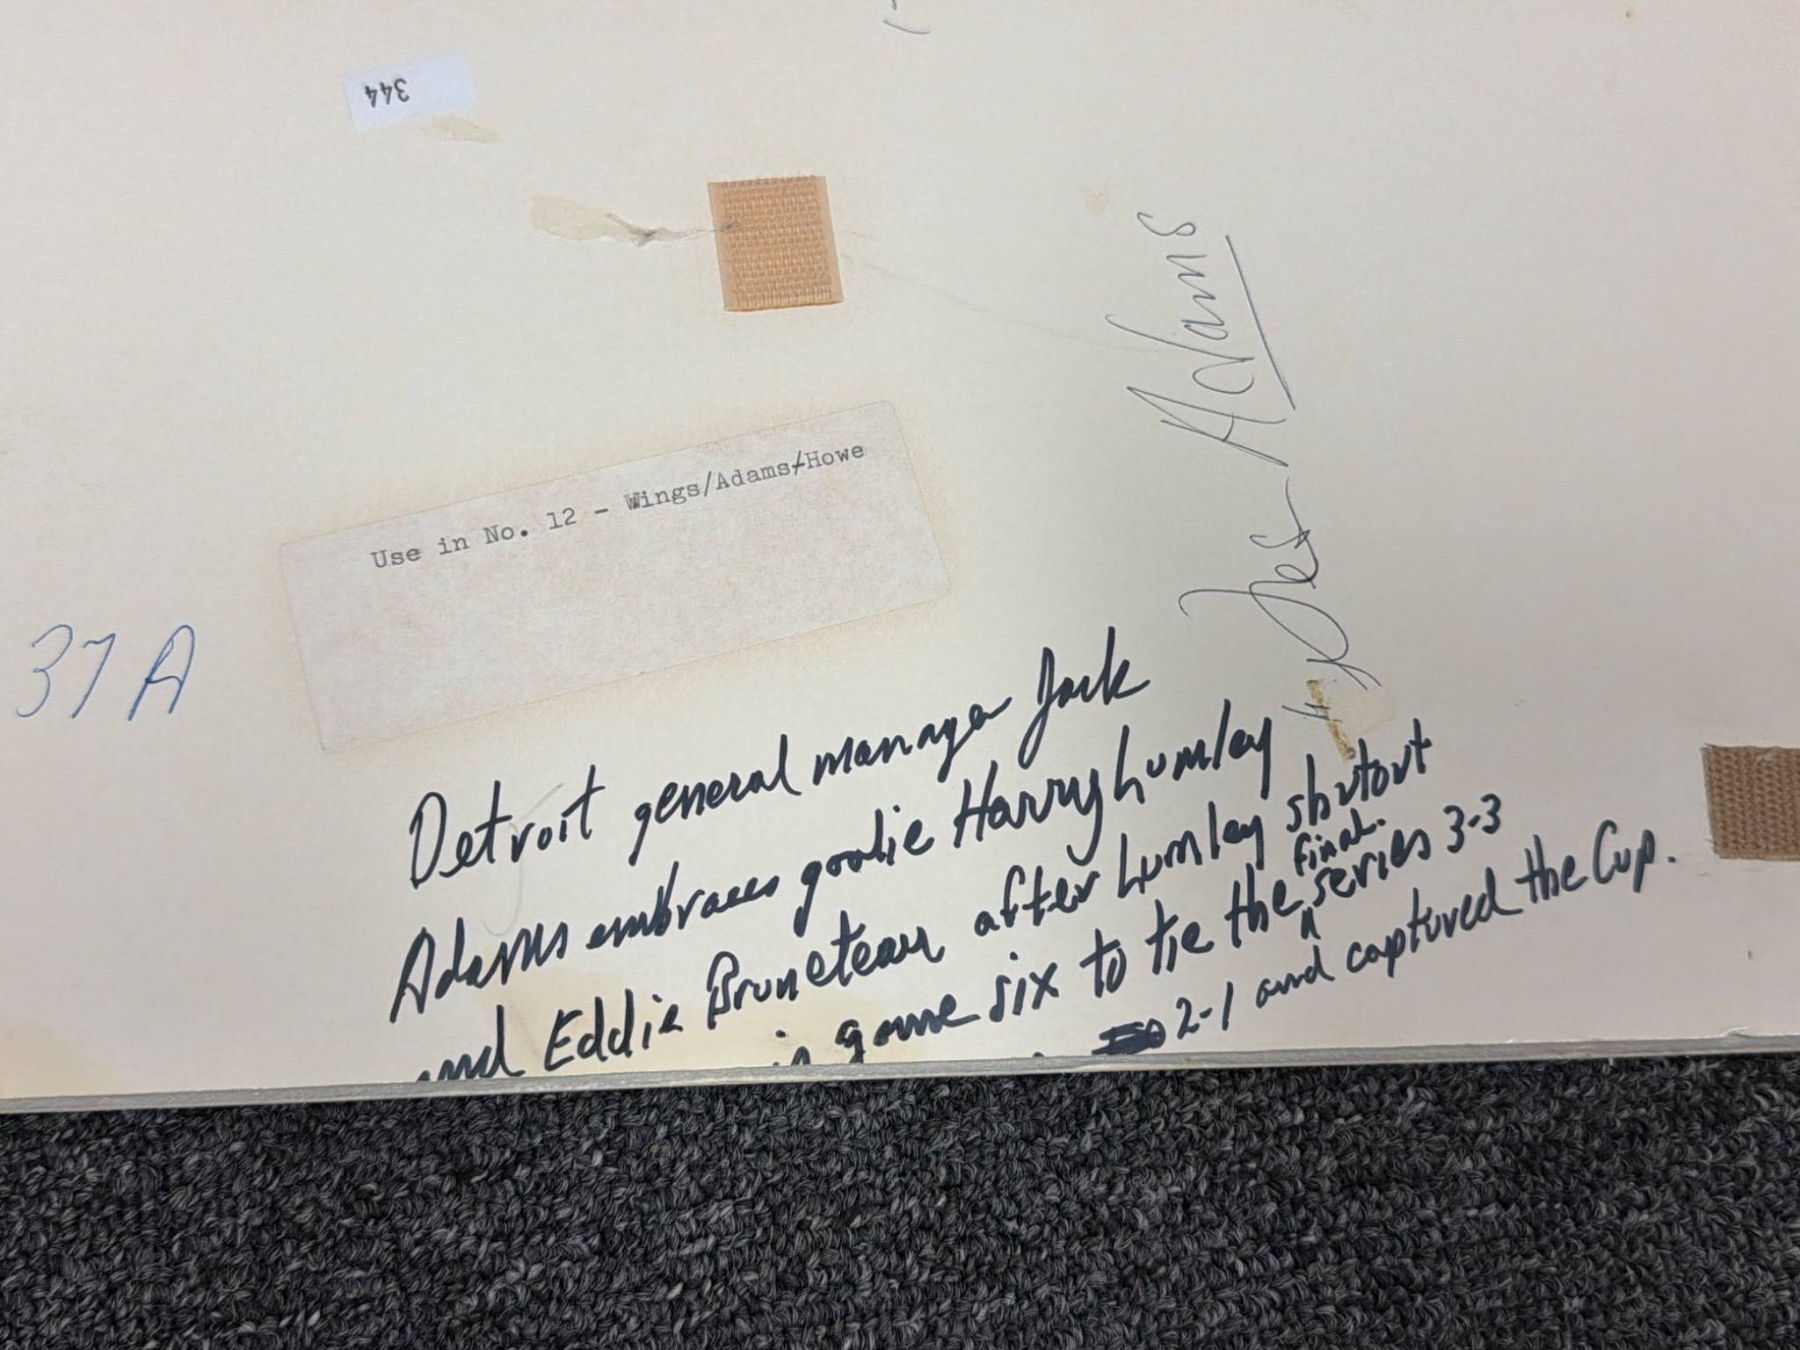 344
Use in No. 12 - Wings/Adams/Howe
Adams
37 A
Detroit general manager Jack
Adams embraces goalie Harry Lumley
and Eddie Bruneteau after Lumley shutout
in game six to tie the final series 3-3
2-1 and captured the Cup.